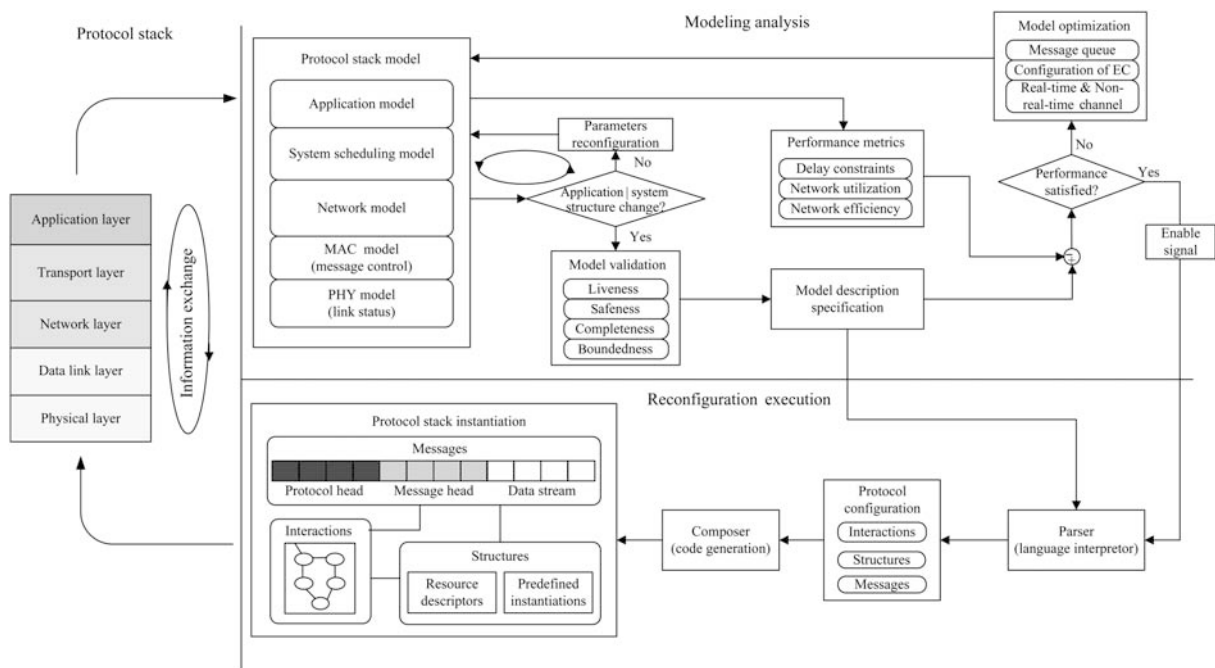 Protocol stack
Application layer
Transport layer
Network layer
Data link layer
Physical layer
Information exchange
Modeling analysis
Protocol stack model
Application model
System scheduling model
Network model
MAC model
(message control)
PHY model
(link status)
Parameters
reconfiguration
No
Application | system
structure change?
Yes
Model validation
Liveness
Safeness
Completeness
Boundedness
Performance metrics
Delay constraints
Network utilization
Network efficiency
Model description
specification
Model optimization
Message queue
Configuration of EC
Real-time & Non-
real-time channel
No
Performance
satisfied?
Yes
Enable
signal
Reconfiguration execution
Protocol stack instantiation
Messages
Protocol head
Message head
Data stream
Interactions
Structures
Resource
descriptors
Predefined
instantiations
Composer
(code generation)
Protocol
configuration
Interactions
Structures
Messages
Parser
(language interpretor)